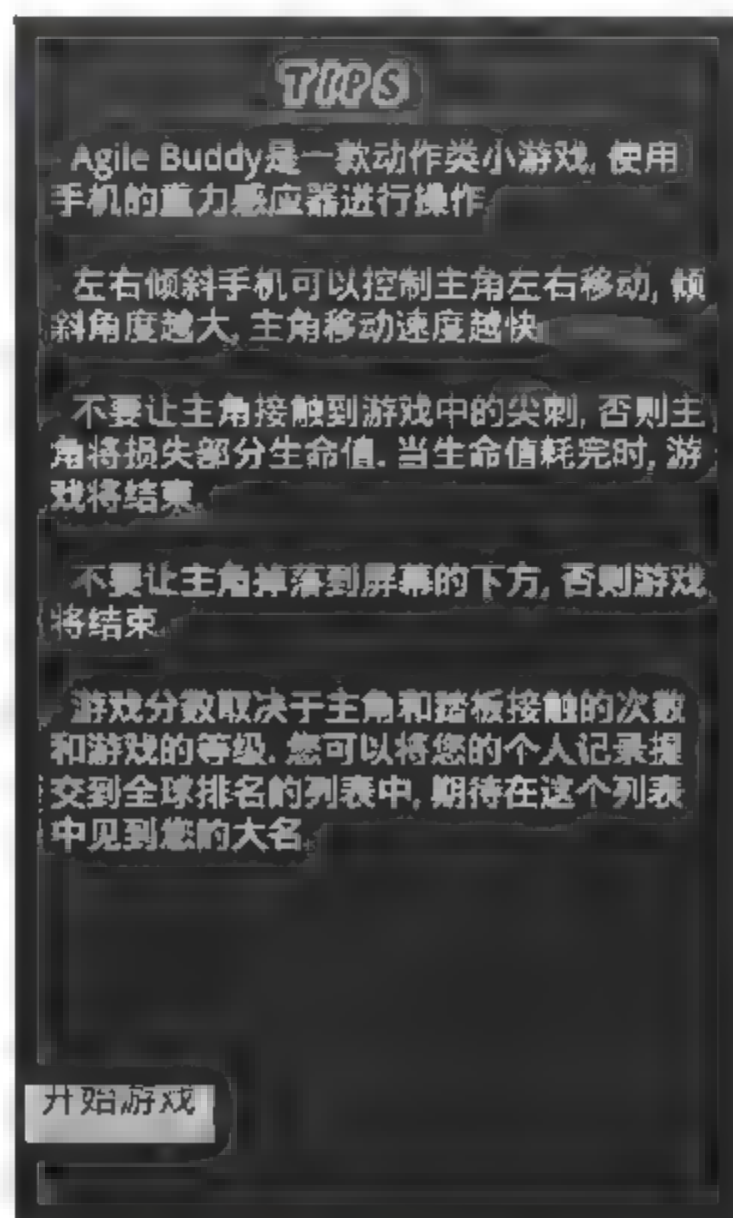 TIPS
Agile Buddy是一款动作类小游戏, 使用
手机的重力感应器进行操作.
左右倾斜手机可以控制主角左右移动, 倾
斜角度越大, 主角移动速度越快.
不要让主角接触到游戏中的尖刺, 否则主
角将损失部分生命值. 当生命值耗完时, 游
戏将结束.
不要让主角掉落到屏幕的下方, 否则游戏
将结束.
游戏分数取决于主角和踏板接触的次数
和游戏的等级. 您可以将您的个人记录提
交到全球排名的列表中, 期待在这个列表
中见到您的大名.
开始游戏